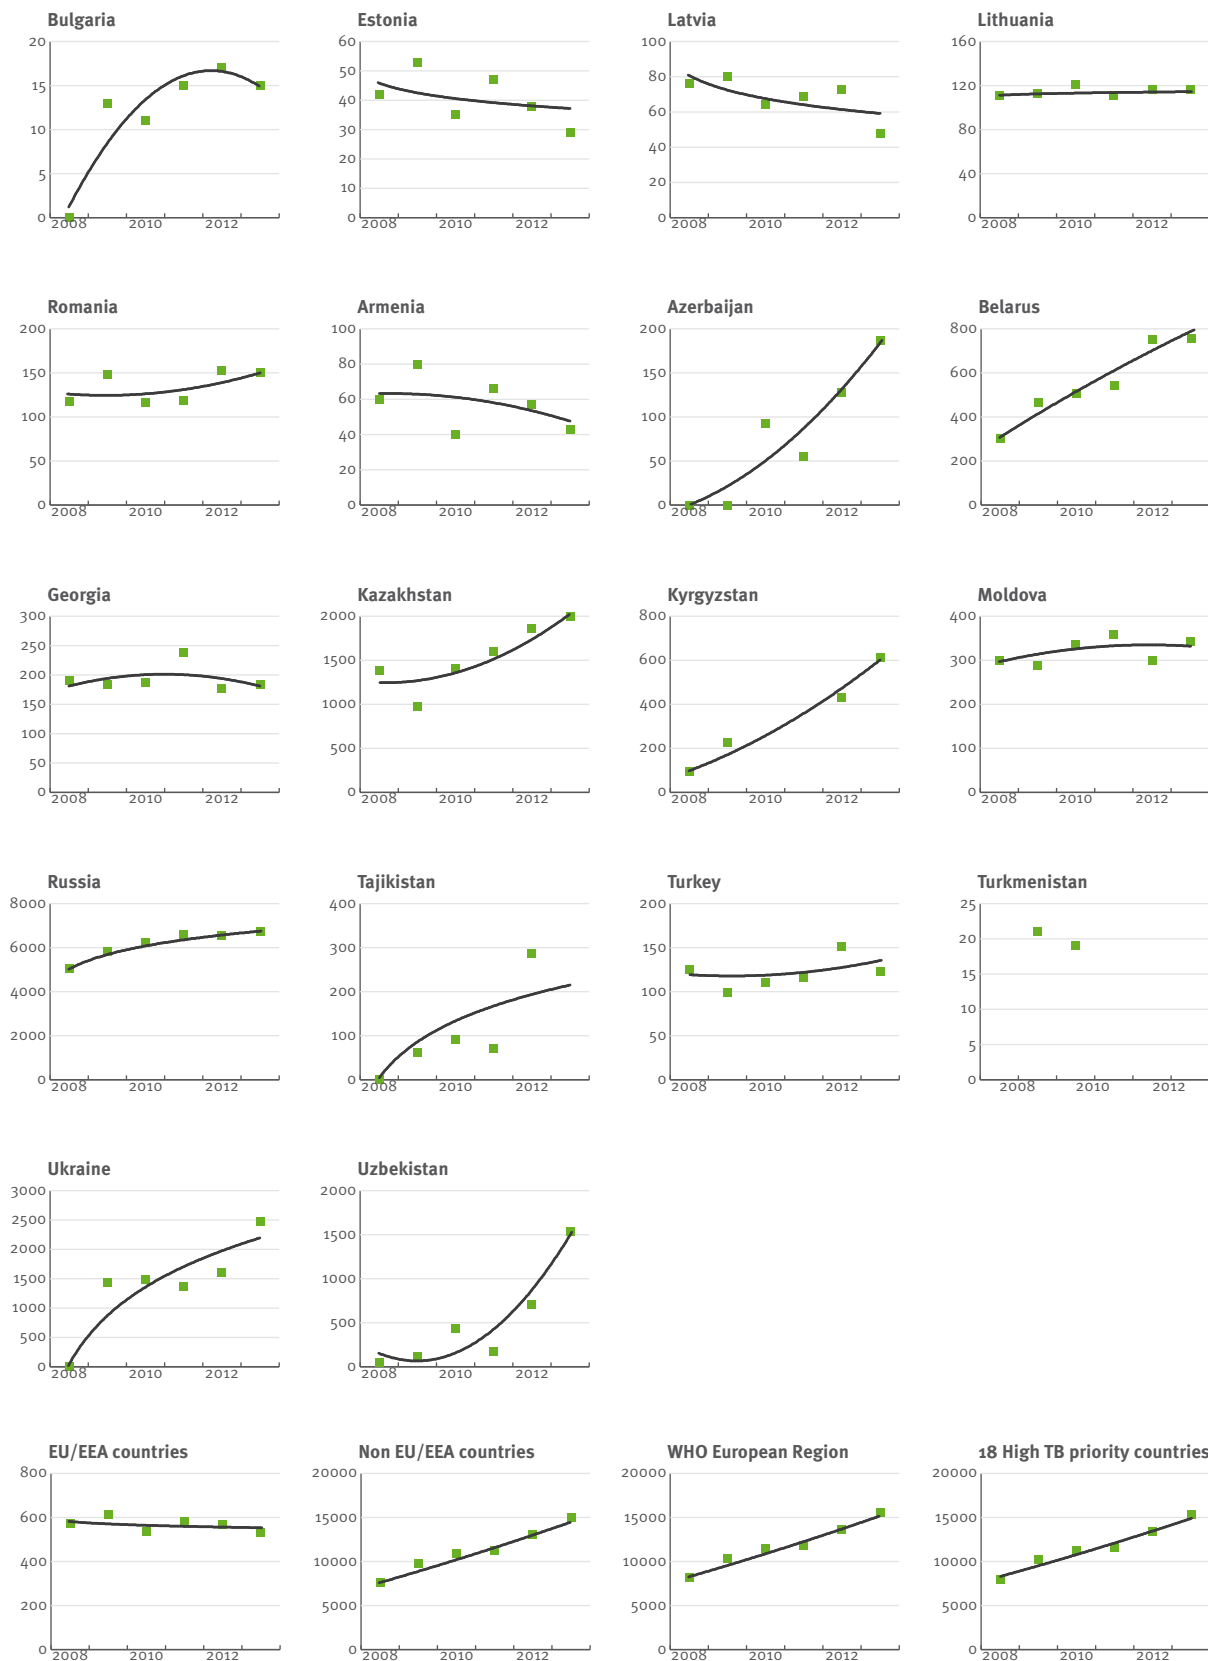 Bulgaria Estonia Latvia Lithuania
20 60 100 160
50 80
15 120
40 60
10 30 80
40
20
5 40
10 20
0 0 0 0
2008 2010 2012 2008 2010 2012 2008 2010 2012 2008 2010 2012
Romania Armenia Azerbaijan Belarus
200 100 200 800
80
150 150 600
60
100 100 400
40
50 50 200
20
0 0 0 0
2008 2010 2012 2008 2010 2012 2008 2010 2012 2008 2010 2012
Georgia Kazakhstan Kyrgyzstan Moldova
300 2000 800 400
250
1500 600 300
200
150 1000 400 200
100
500 200 100
50
0 0 0 0
2008 2010 2012 2008 2010 2012 2008 2010 2012 2008 2010 2012
Russia Tajikistan Turkey Turkmenistan
8000 400 200 25
20
6000 300 150
15
4000 200 100
10
2000 100 50
5
0 0 0 0
2008 2010 2012 2008 2010 2012 2008 2010 2012 2008 2010 2012
Ukraine Uzbekistan
3000 2000
2500
1500
2000
1500 1000
1000
500
500
0 0
2008 2010 2012 2008 2010 2012
EU/EEA countries Non EU/EEA countries WHO European Region 18 High TB priority countries
800 20000 20000 20000
600 15000 15000 15000
400 10000 10000 10000
200 5000 5000 5000
0 0 0 0
2008 2010 2012 2008 2010 2012 2008 2010 2012 2008 2010 2012